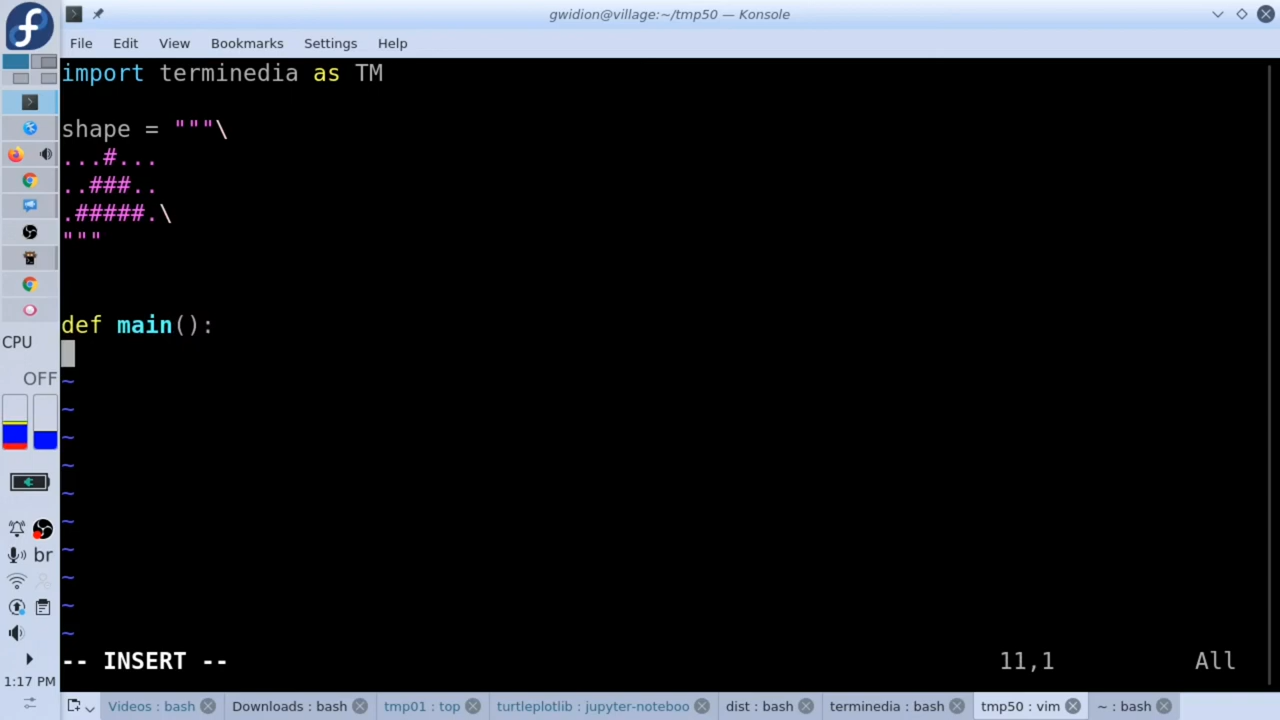 gwidion@village:~/tmp50 — Konsole
File Edit View Bookmarks Settings Help
import terminedia as TM
shape = """\
...#...
..###..
.#####.\
"""
def main():
~
~
~
~
~
~
~
~
~
~
-- INSERT -- 11,1 All
CPU
OFF
br
1:17 PM
Videos : bash Downloads : bash tmp01 : top turtleplotlib : jupyter-noteboo dist : bash terminedia : bash tmp50 : vim ~ : bash